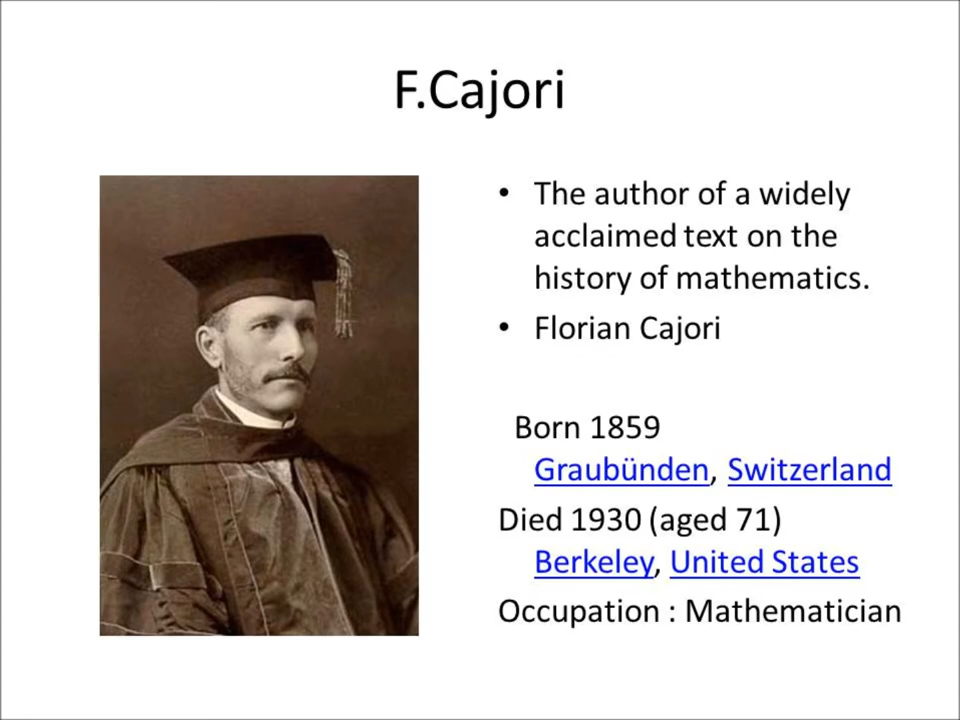 F.Cajori
• The author of a widely
acclaimed text on the
history of mathematics.
• Florian Cajori
Born 1859
Graubünden, Switzerland
Died 1930 (aged 71)
Berkeley, United States
Occupation : Mathematician